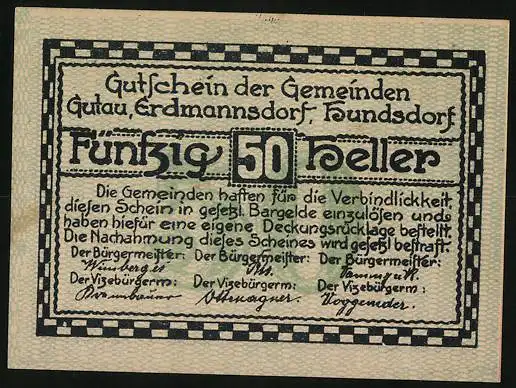 Gutschein der Gemeinden
Gutau, Erdmannsdorf, Hundsdorf
Fünfzig 50 Heller
Die Gemeinden haften für die Verbindlickkeit
diesen Schein in gesetzl. Bargelde einzulösen und
haben hiefür eine eigene Deckungsrücklage bestellt.
Die Nachahmung dieses Scheines wird gesetzl bestraft.
Der Bürgermeister: Der Bürgermeister: Der Bürgermeister:
Der Vizebürgerm: Der Vizebürgerm: Der Vizebürgerm: